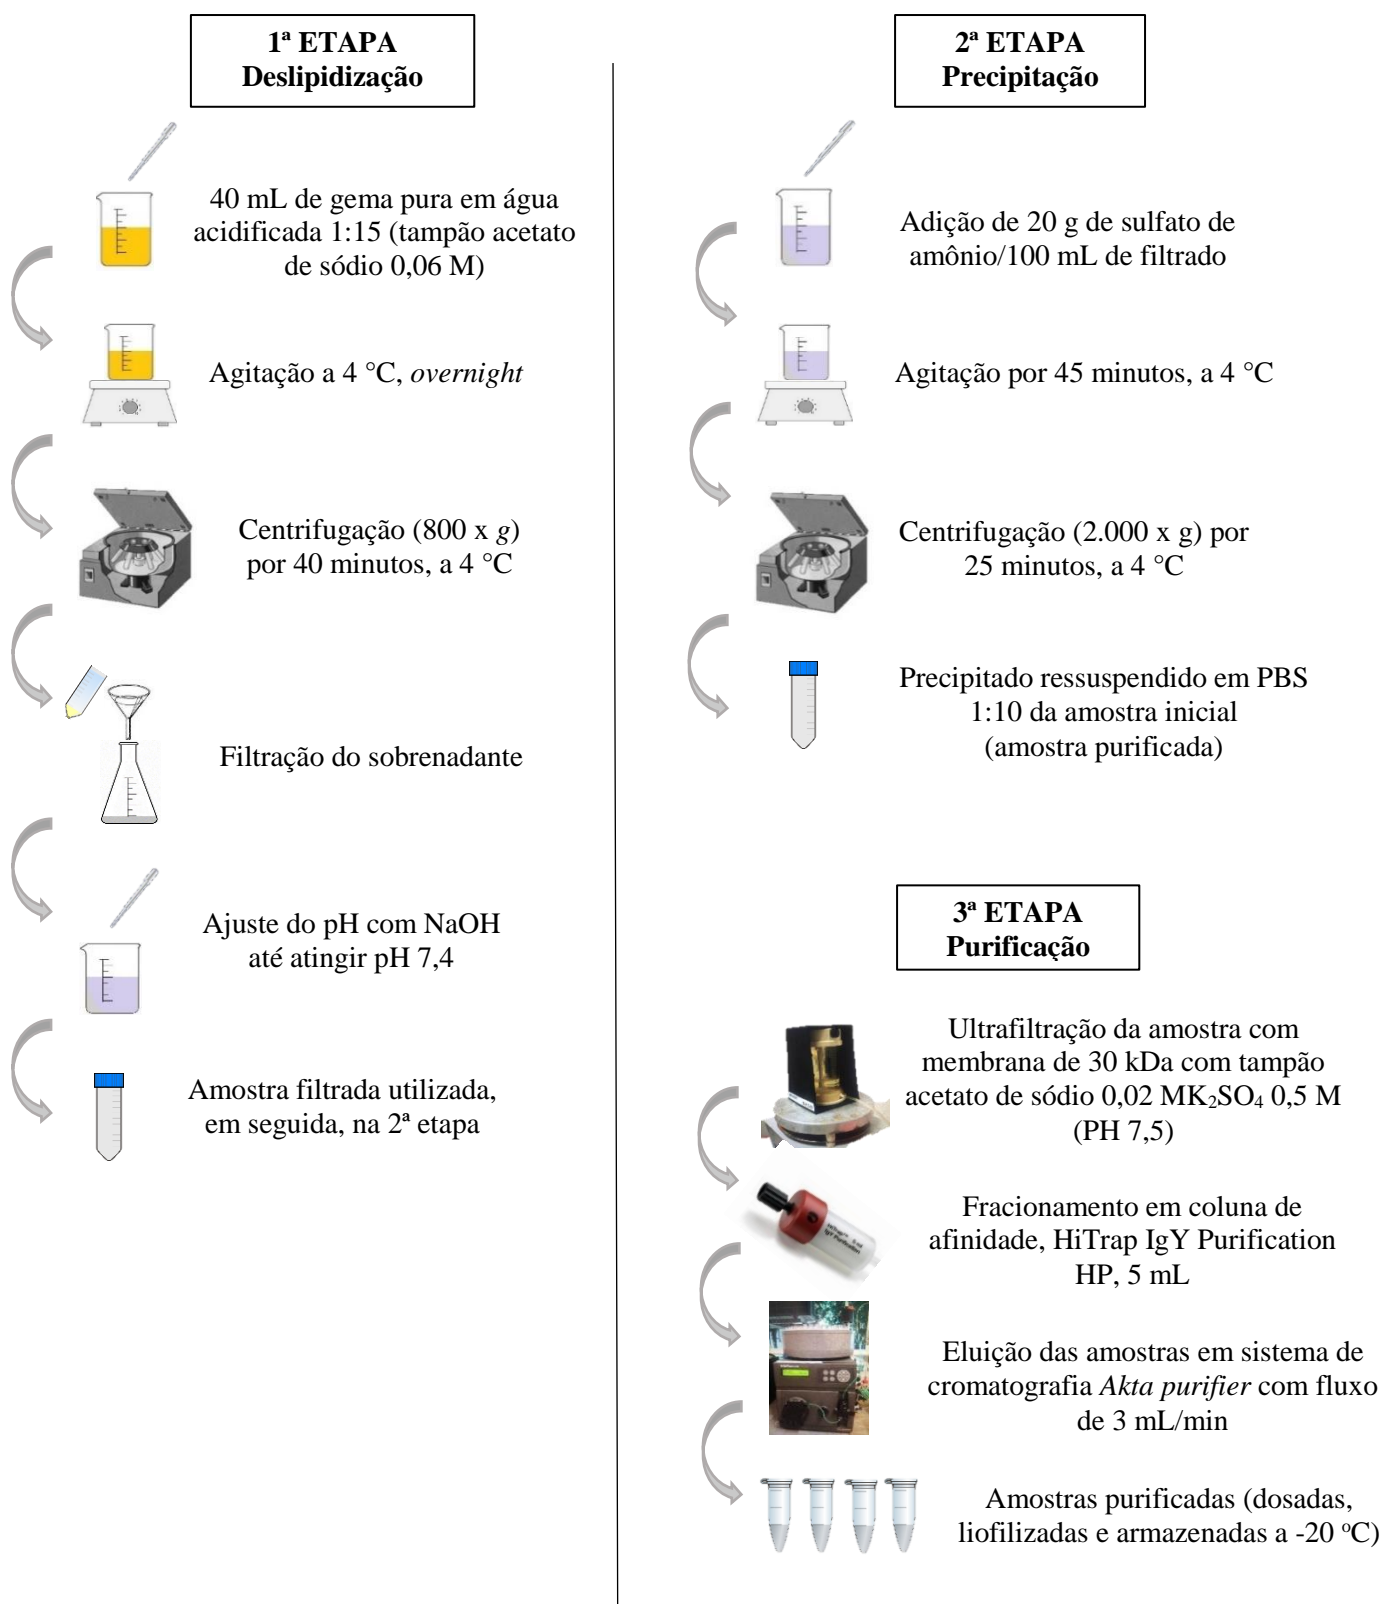 1ª ETAPA
Deslipidização
40 mL de gema pura em água
acidificada 1:15 (tampão acetato
de sódio 0,06 M)
Agitação a 4 °C, overnight
Centrifugação (800 x g)
por 40 minutos, a 4 °C
Filtração do sobrenadante
Ajuste do pH com NaOH
até atingir pH 7,4
Amostra filtrada utilizada,
em seguida, na 2ª etapa
2ª ETAPA
Precipitação
Adição de 20 g de sulfato de
amônio/100 mL de filtrado
Agitação por 45 minutos, a 4 °C
Centrifugação (2.000 x g) por
25 minutos, a 4 °C
Precipitado ressuspendido em PBS
1:10 da amostra inicial
(amostra purificada)
3ª ETAPA
Purificação
Ultrafiltração da amostra com
membrana de 30 kDa com tampão
acetato de sódio 0,02 MK₂SO₄ 0,5 M
(PH 7,5)
IgY Purification
Fracionamento em coluna de
afinidade, HiTrap IgY Purification
HP, 5 mL
Eluição das amostras em sistema de
cromatografia Akta purifier com fluxo
de 3 mL/min
Amostras purificadas (dosadas,
liofilizadas e armazenadas a -20 ºC)